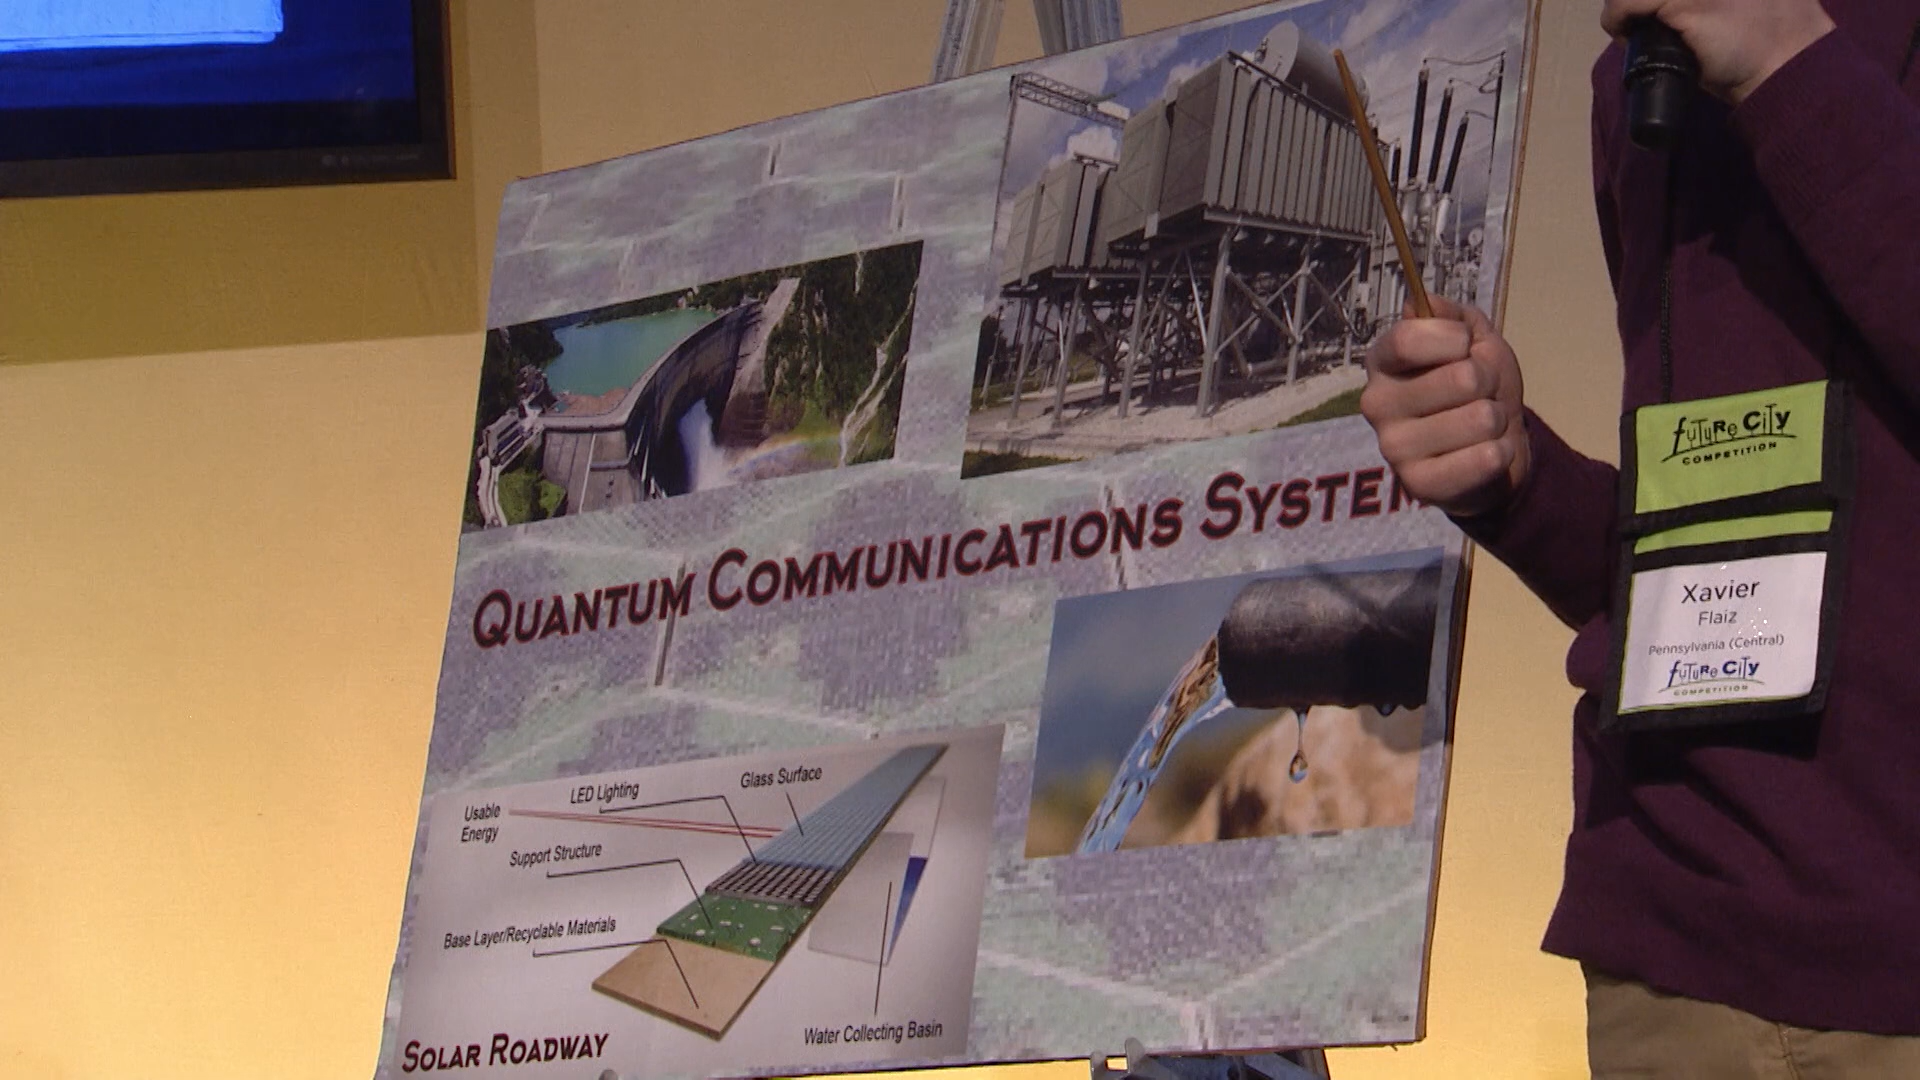 QUANTUM COMMUNICATIONS SYSTEM
Usable
Energy
LED Lighting
Glass Surface
Support Structure
Base Layer/Recyclable Materials
Water Collecting Basin
SOLAR ROADWAY
FUTURE CITY
COMPETITION
Xavier
Flaiz
Pennsylvania (Central)
FUTURE CITY
COMPETITION